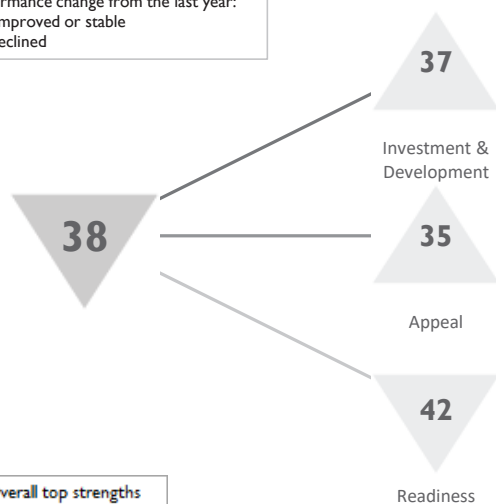 change from the last year:
mproved or stable
eclined
37
Investment &
Development
38
35
Appeal
42
verall top strengths
Readiness